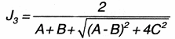 J₃ = 2 / (A+B+√((A-B)²+4C²))